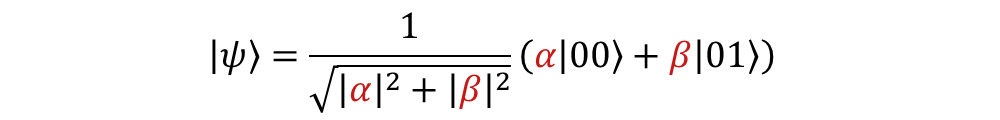 |ψ⟩ = 1/√(|α|² + |β|²) (α|00⟩ + β|01⟩)